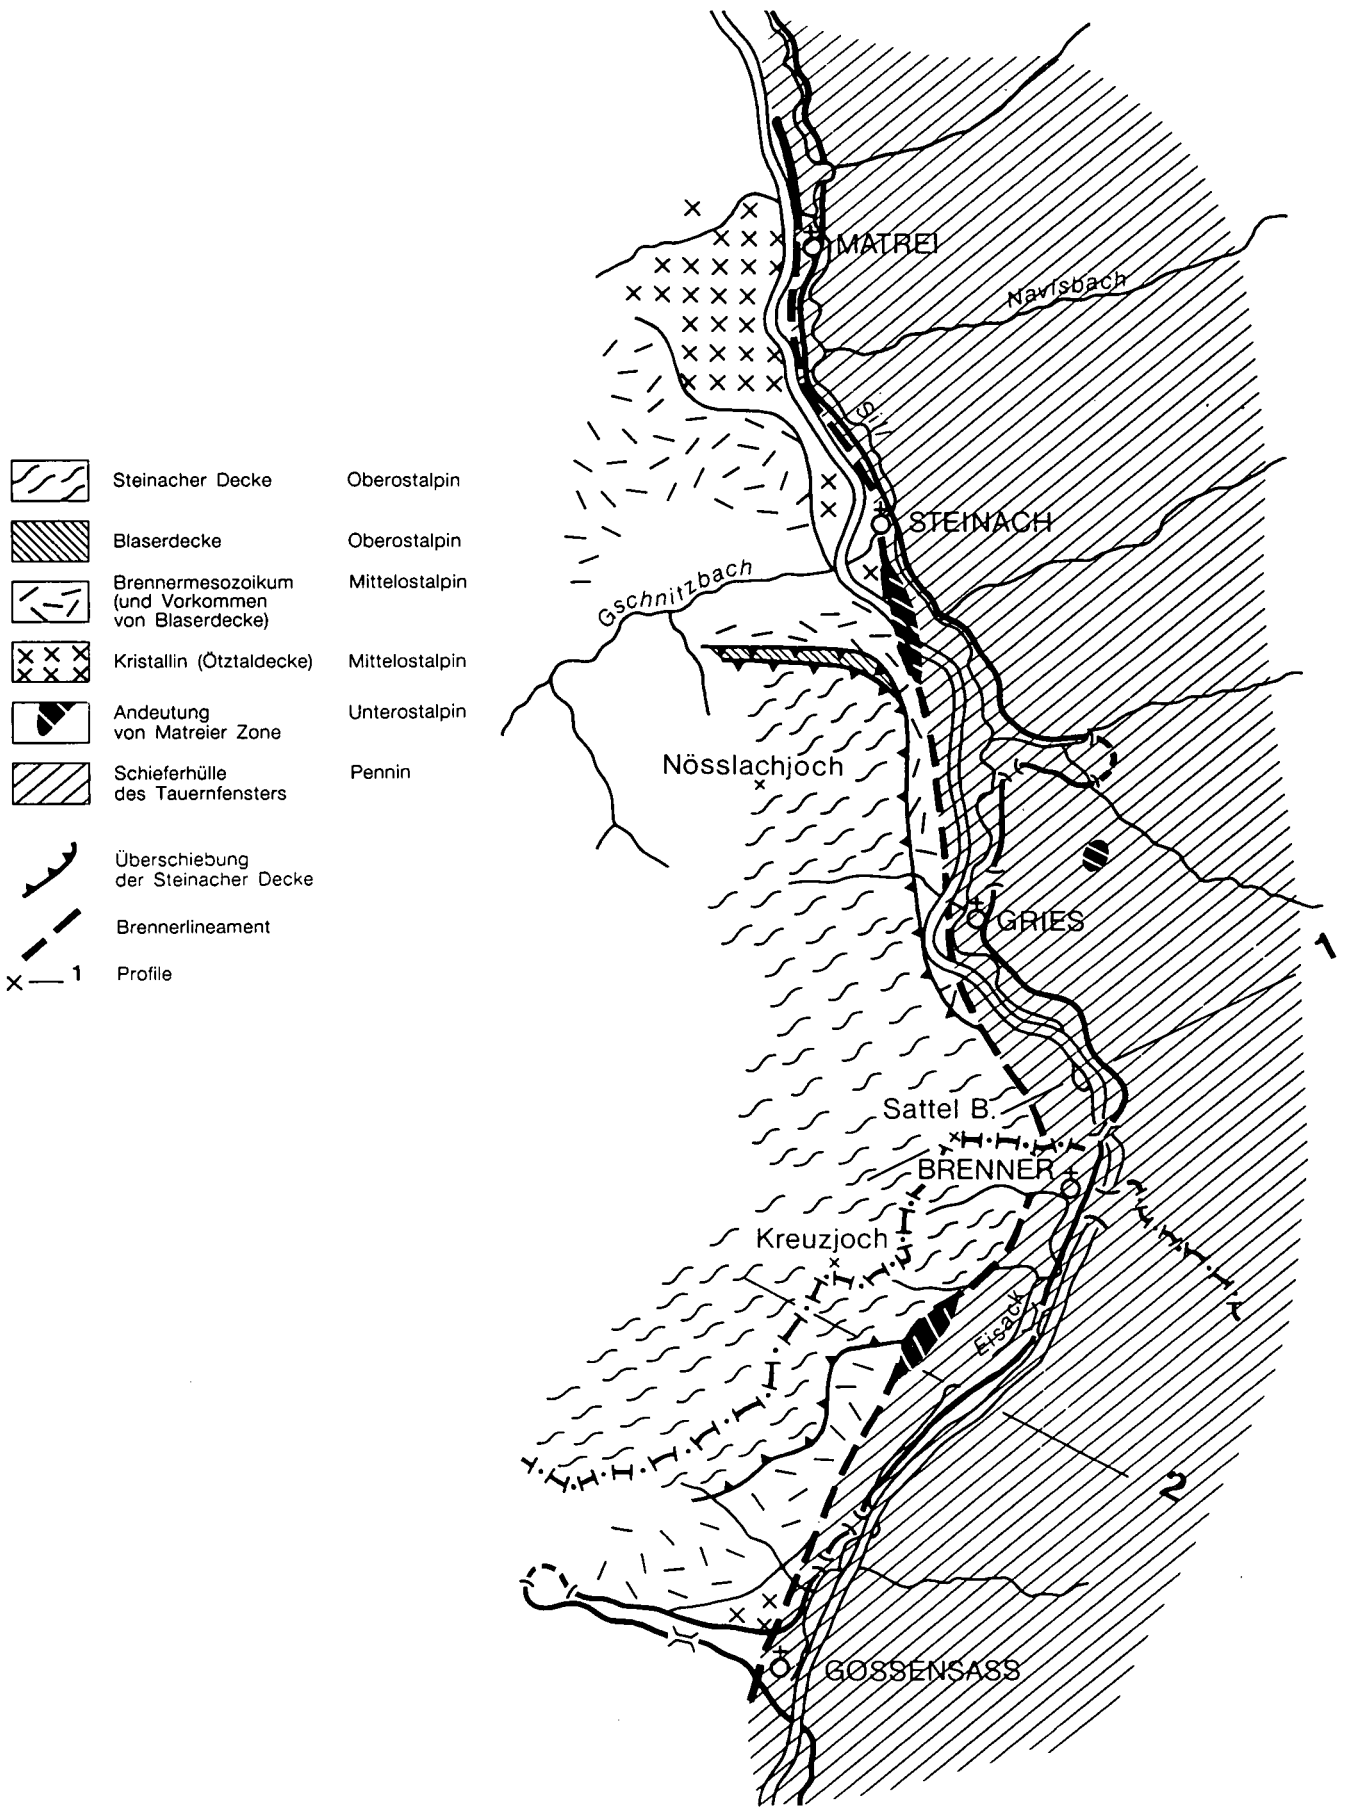 MATREI
Navisbach
Sill
Steinacher Decke Oberostalpin
STEINACH
Blaserdecke Oberostalpin
Brennermesozoikum Mittelostalpin
(und Vorkommen
von Blaserdecke)
Gschnitzbach
Kristallin (Ötztaldecke) Mittelostalpin
Andeutung Unterostalpin
von Matreier Zone
Schieferhülle Pennin
des Tauernfensters
Nösslachjoch
Überschiebung
der Steinacher Decke
Brennerlineament
GRIES
1
1 Profile
Sattel B.
BRENNER
Kreuzjoch
Eisack
2
GOSSENSASS